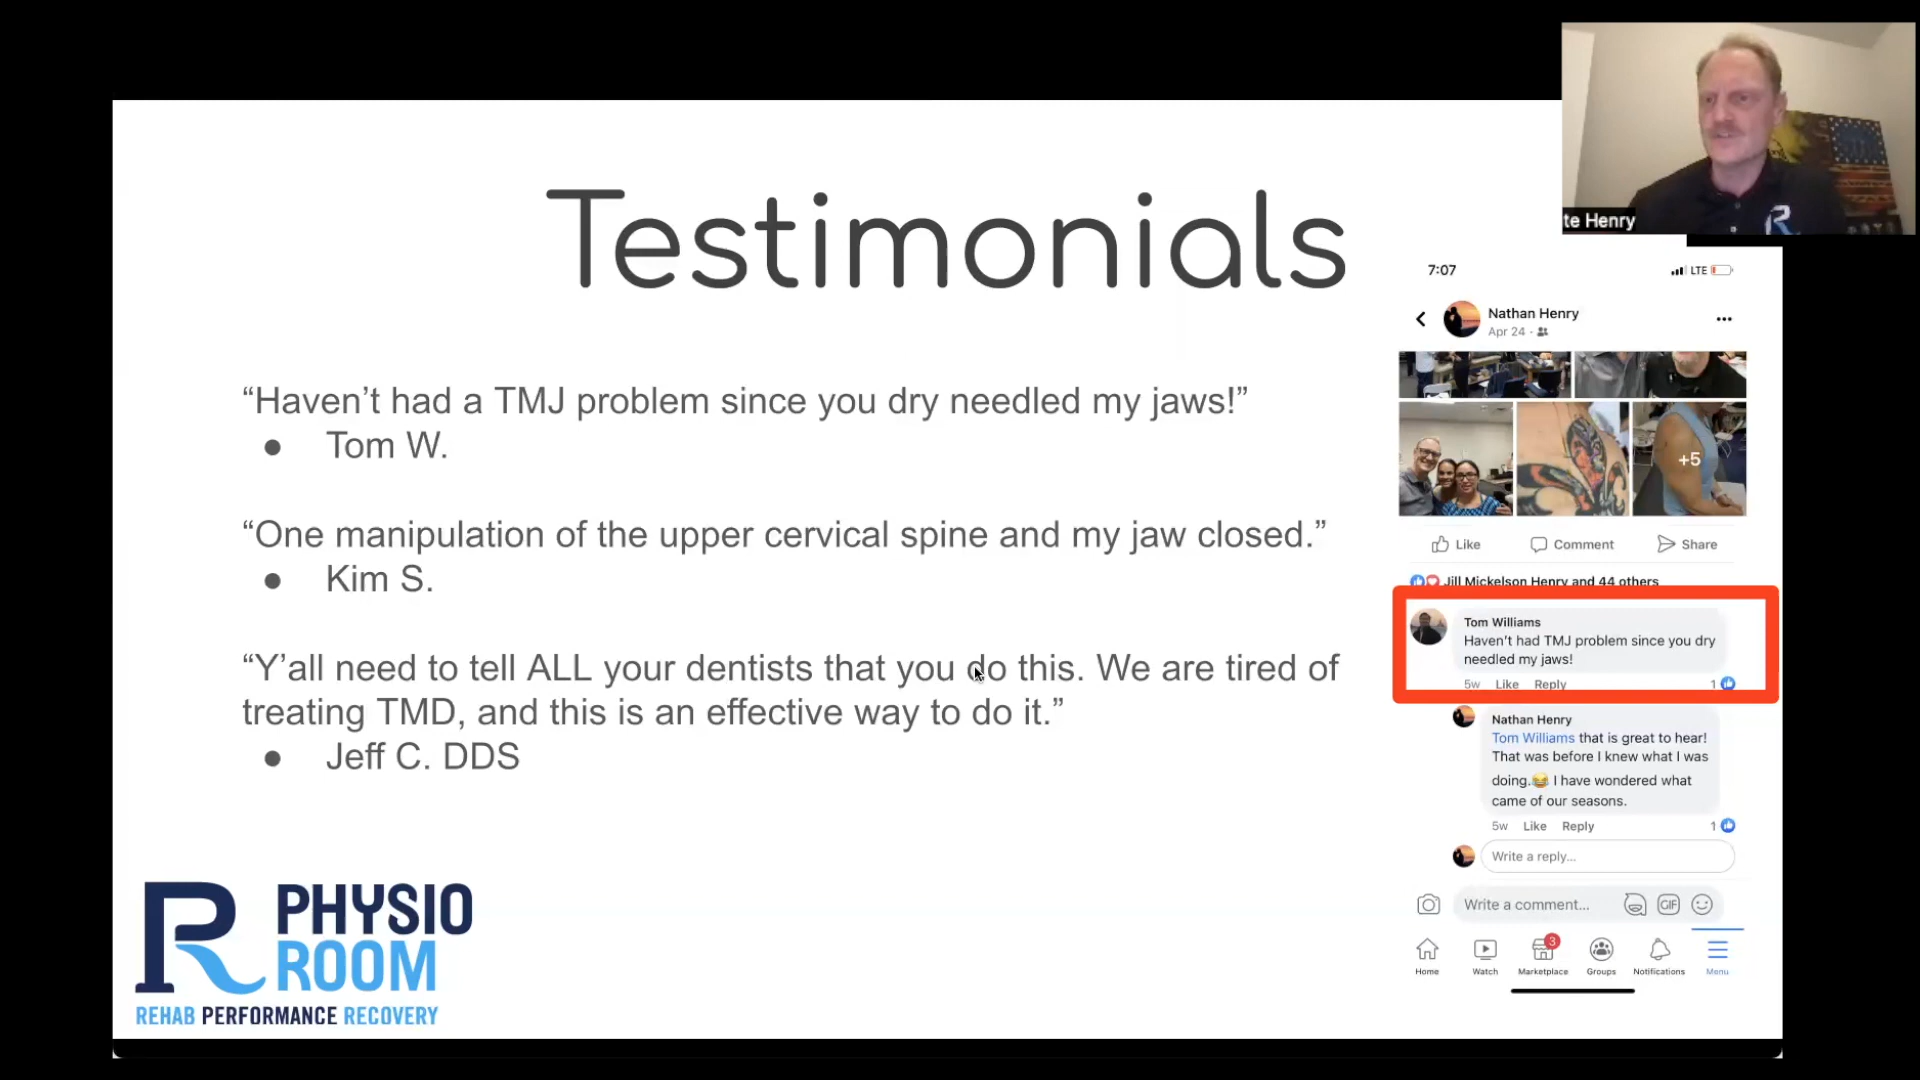 Testimonials
“Haven’t had a TMJ problem since you dry needled my jaws!”
● Tom W.
“One manipulation of the upper cervical spine and my jaw closed.”
● Kim S.
“Y’all need to tell ALL your dentists that you do this. We are tired of
treating TMD, and this is an effective way to do it.”
● Jeff C. DDS
R PHYSIO
ROOM
REHAB PERFORMANCE RECOVERY
te Henry
R
7:07
LTE
Nathan Henry
Apr 24 ·
+5
Like Comment Share
Jill Mickelson Henry and 44 others
Tom Williams
Haven't had TMJ problem since you dry
needled my jaws!
5w Like Reply 1
Nathan Henry
Tom Williams that is great to hear!
That was before I knew what I was
doing.😂 I have wondered what
came of our seasons.
5w Like Reply 1
Write a reply...
Write a comment... GIF
3
Home Watch Marketplace Groups Notifications Menu